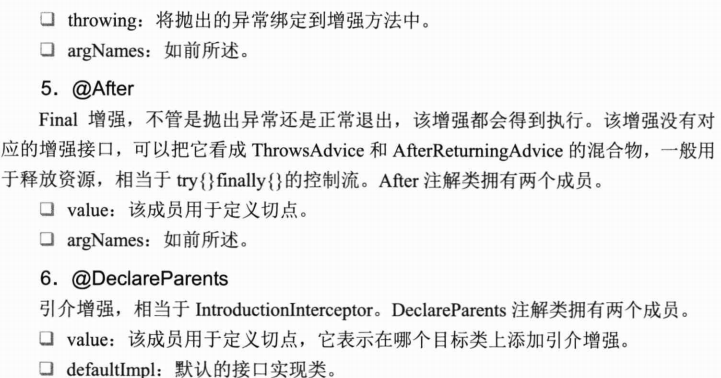 ❑ throwing：将抛出的异常绑定到增强方法中。
❑ argNames：如前所述。
5．@After
Final 增强，不管是抛出异常还是正常退出，该增强都会得到执行。该增强没有对
应的增强接口，可以把它看成 ThrowsAdvice 和 AfterReturningAdvice 的混合物，一般用
于释放资源，相当于 try{}finally{}的控制流。After 注解类拥有两个成员。
❑ value：该成员用于定义切点。
❑ argNames：如前所述。
6．@DeclareParents
引介增强，相当于 IntroductionInterceptor。DeclareParents 注解类拥有两个成员。
❑ value：该成员用于定义切点，它表示在哪个目标类上添加引介增强。
❑ defaultImpl：默认的接口实现类。